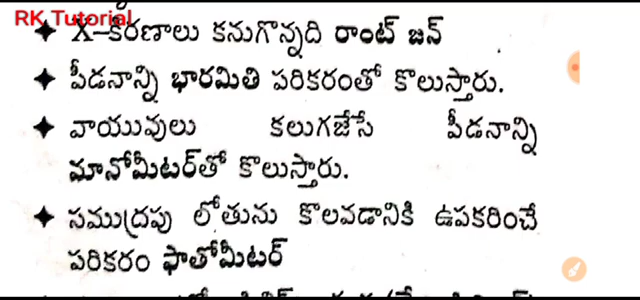 RK Tutorial
✦ X-కిరణాలు కనుగొన్నది రాంట్ జన్
✦ పీడనాన్ని భారమితి పరికరంతో కొలుస్తారు.
✦ వాయువులు కలుగజేసే పీడనాన్ని
మానోమీటర్‌తో కొలుస్తారు.
✦ సముద్రపు లోతును కొలవడానికి ఉపకరించే
పరికరం ఫాతోమీటర్